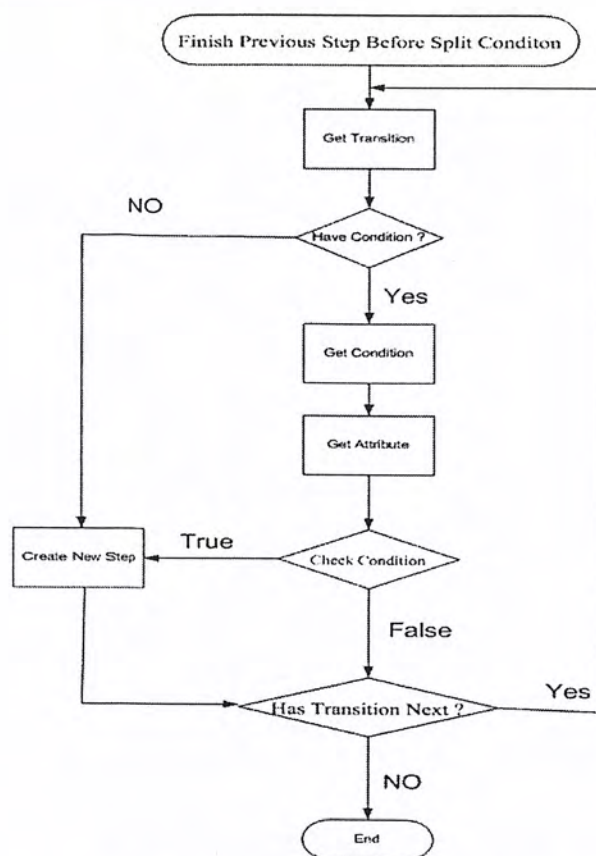 Finish Previous Step Before Split Conditon
Get Transition
NO
Have Condition ?
Yes
Get Condition
Get Attribute
True
Create New Step
Check Condition
False
Yes
Has Transition Next ?
NO
End